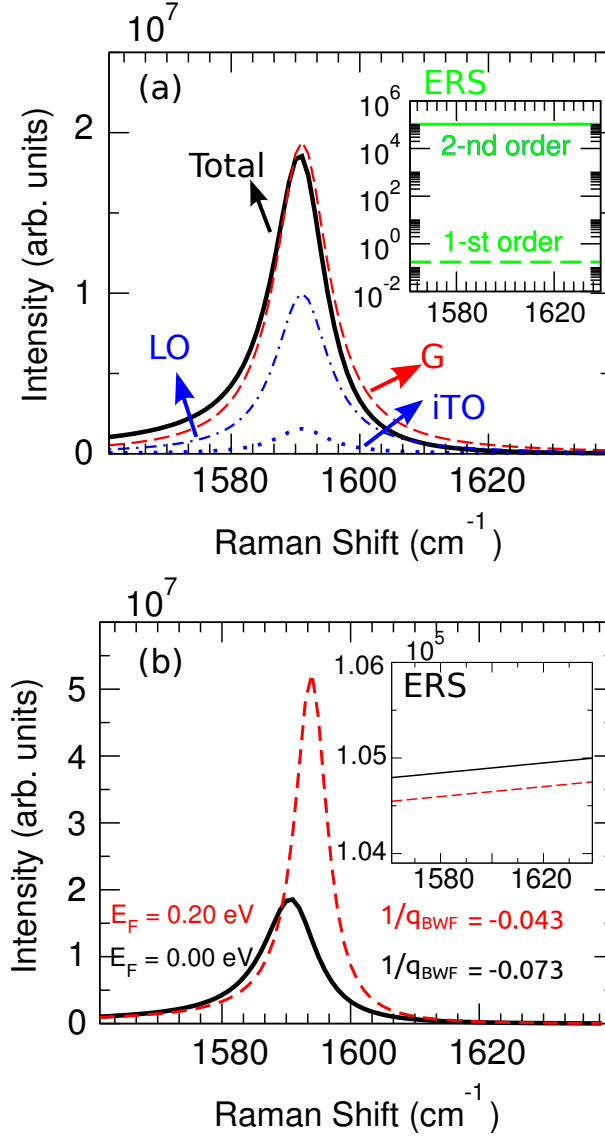 10^7
(a)
ERS
10^6
10^4
10^2
10^0
10^-2
2-nd order
1-st order
1580
1620
Total
LO
G
iTO
2
1
0
Intensity (arb. units)
1580
1600
1620
Raman Shift (cm^-1)
10^7
(b)
10^5
ERS
1.06
1.05
1.04
1580
1620
5
4
3
2
1
0
Intensity (arb. units)
E_F = 0.20 eV
1/q_BWF = -0.043
E_F = 0.00 eV
1/q_BWF = -0.073
1580
1600
1620
Raman Shift (cm^-1)